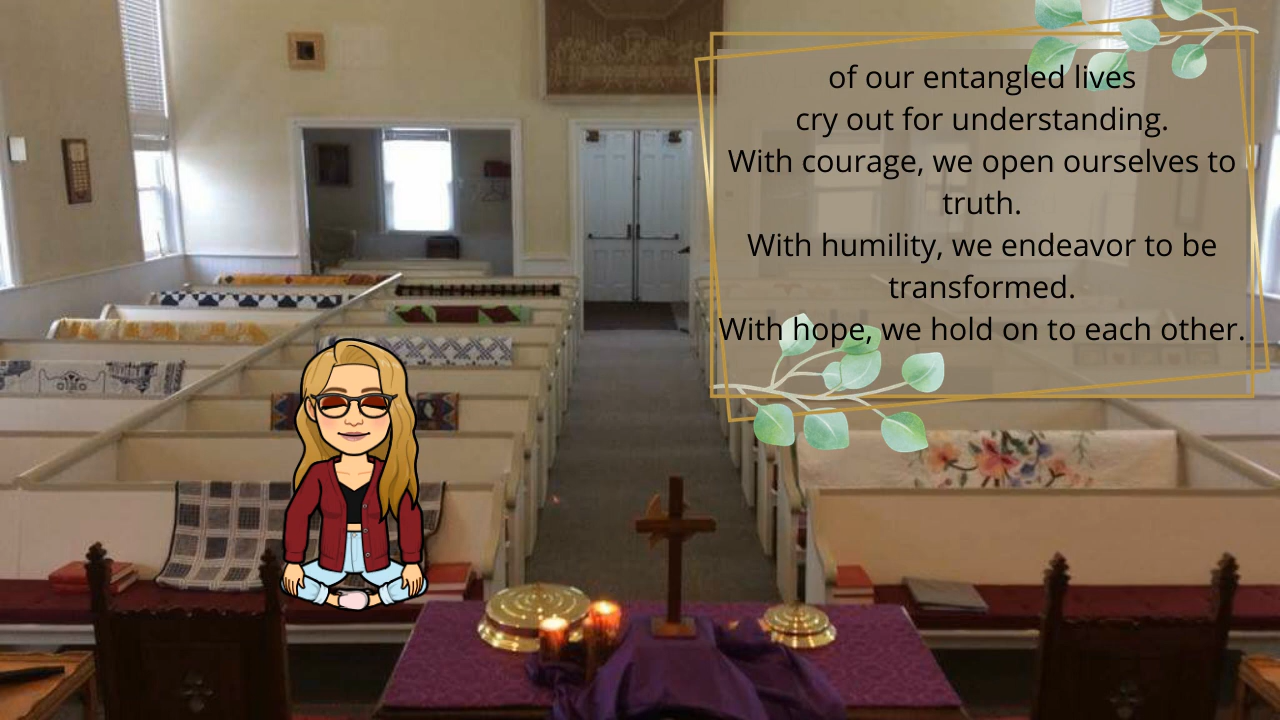 of our entangled lives
cry out for understanding.
With courage, we open ourselves to
truth.
With humility, we endeavor to be
transformed.
With hope, we hold on to each other.